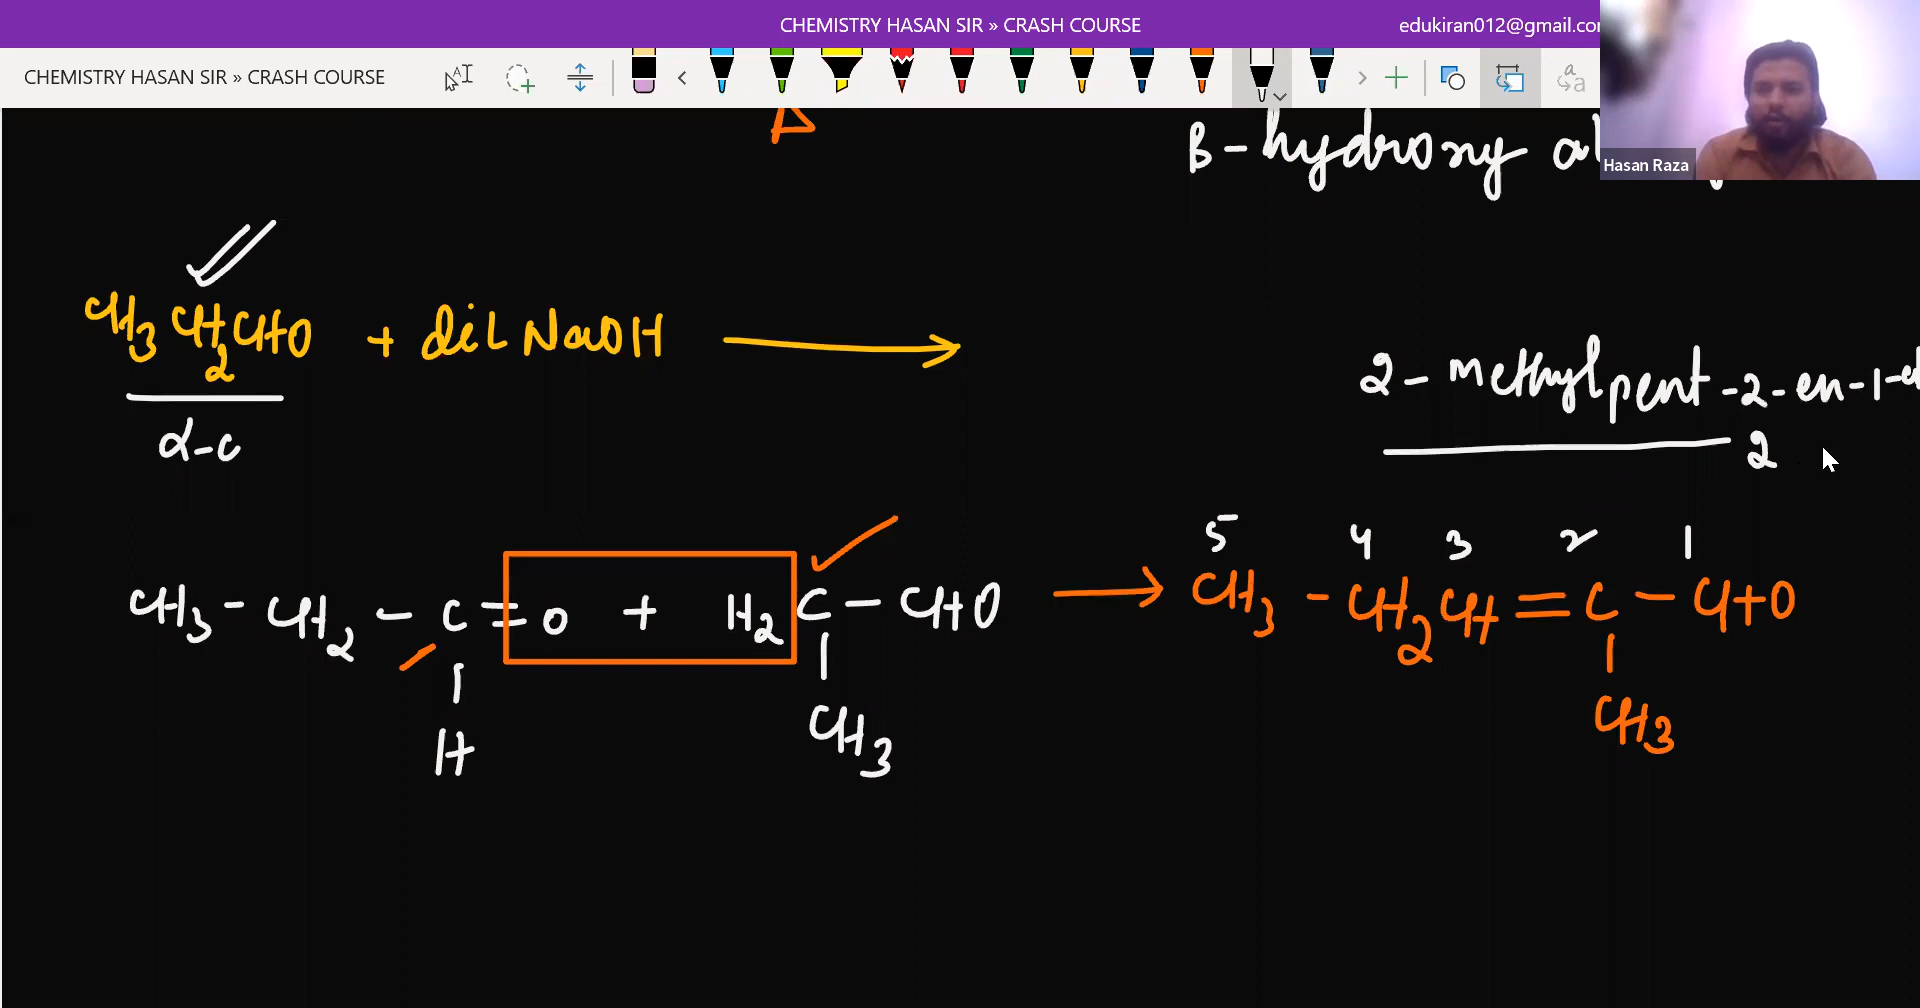 CHEMISTRY HASAN SIR » CRASH COURSE
edukiran012@gmail.co
CHEMISTRY HASAN SIR » CRASH COURSE
Hasan Raza
Δ
B - hydroxy al
CH3 CH2 CHO + dil NaOH →
α-c
2 - methylpent -2-en-1-
2
5 4 3 2 1
CH3 - CH2 - C = O + H2 C - CHO → CH3 - CH2 CH = C - CHO
H CH3 CH3